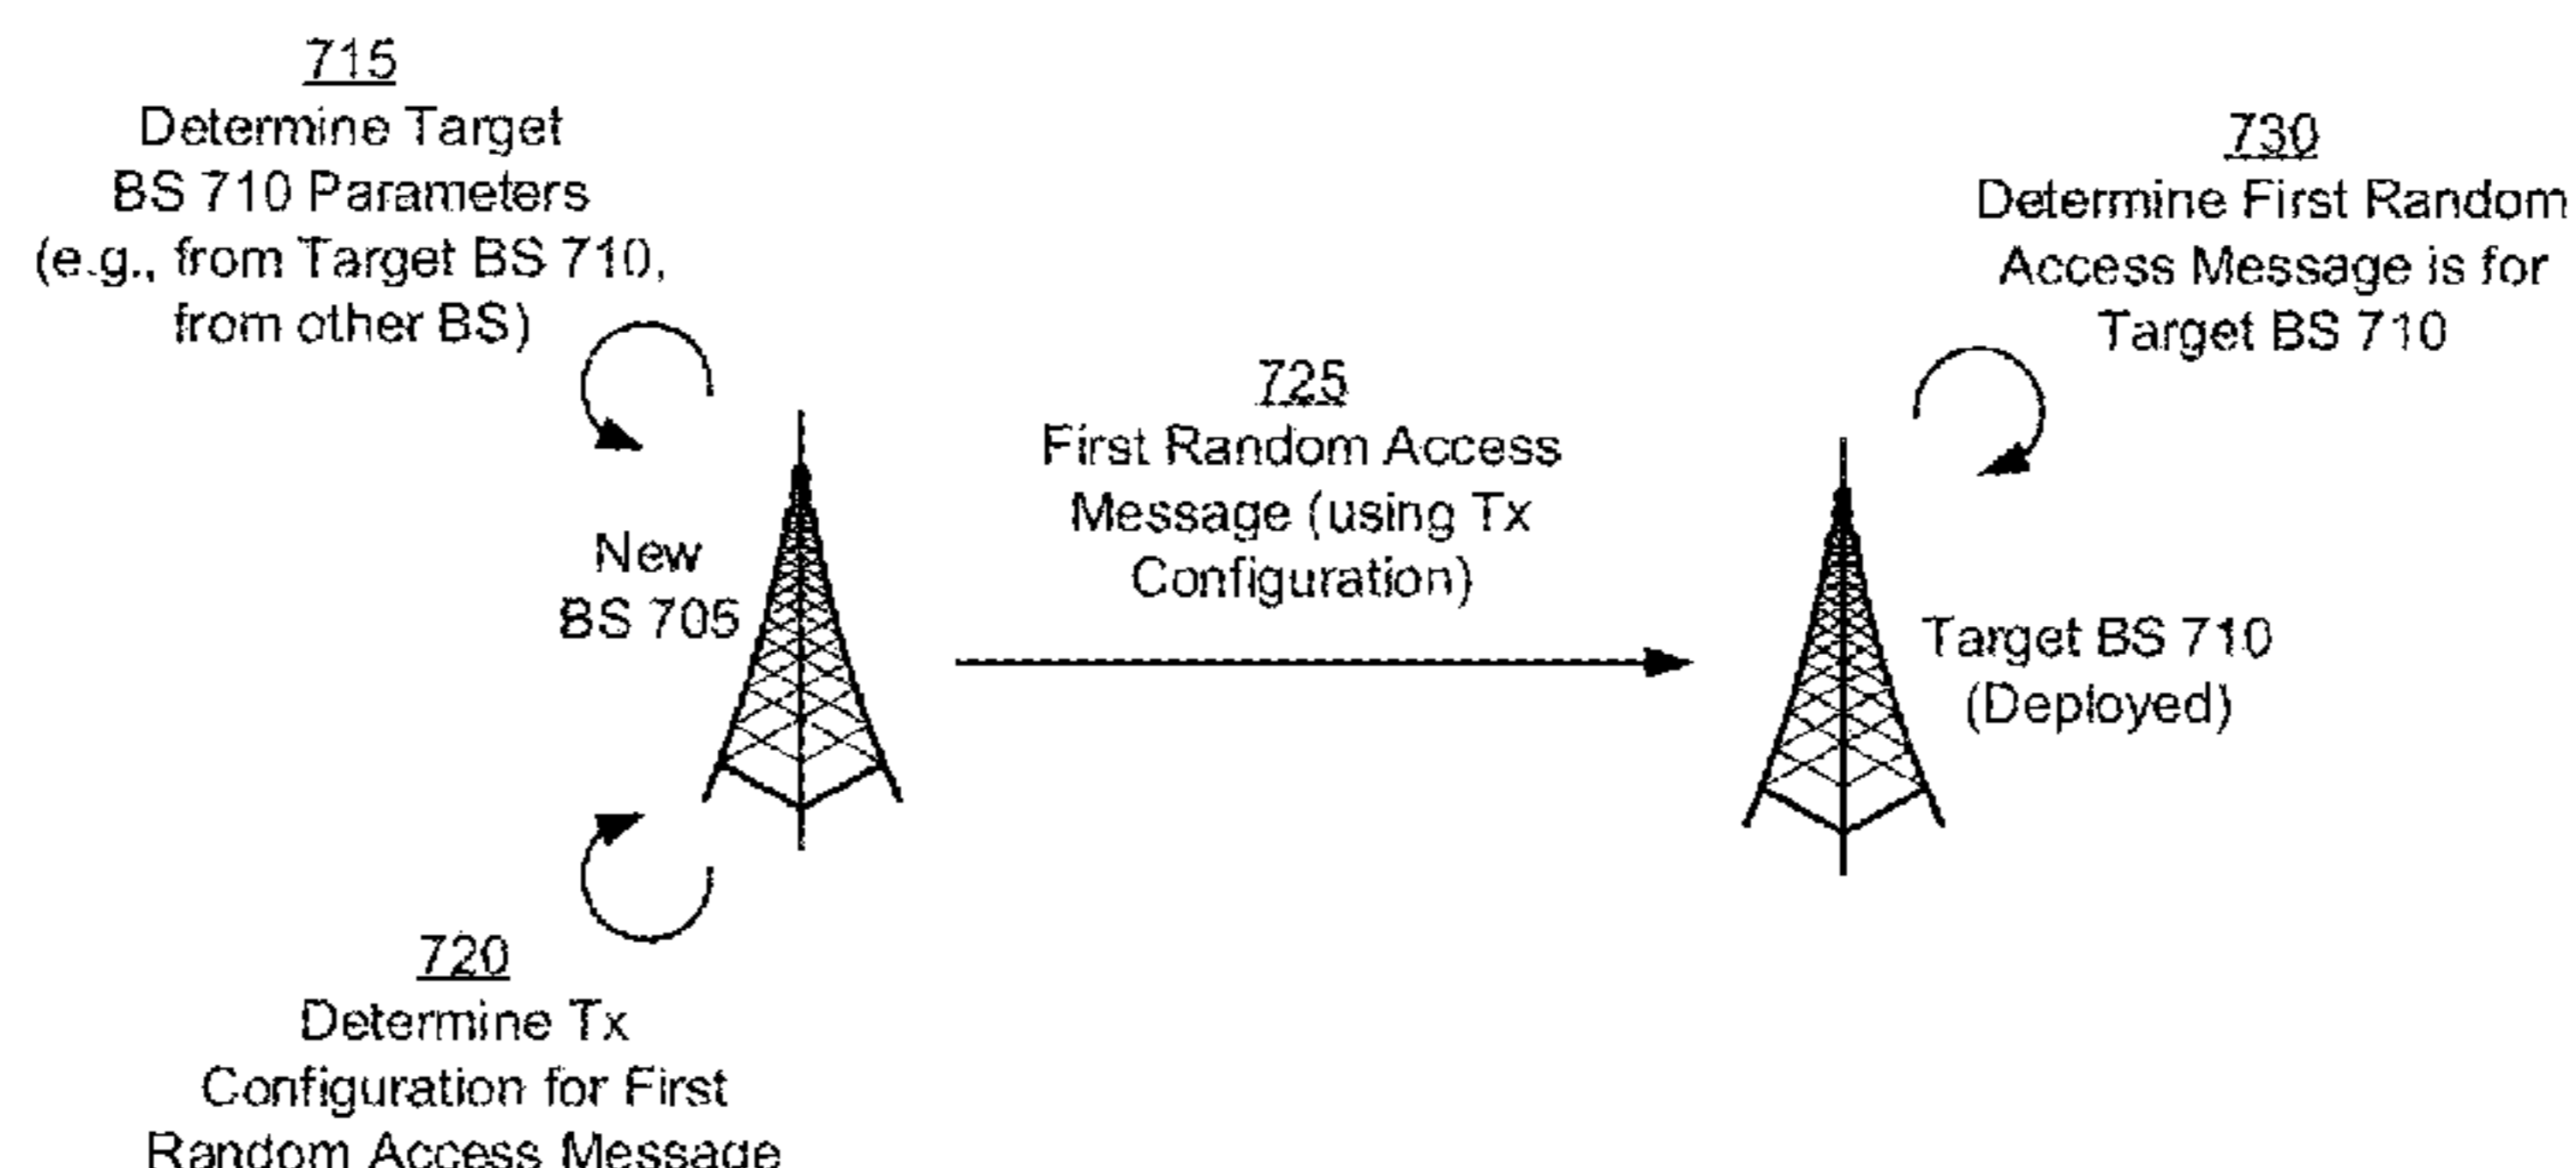 715
Determine Target
BS 710 Parameters
(e.g., from Target BS 710,
from other BS)
New
BS 705
720
Determine Tx
Configuration for First
Random Access Message
725
First Random Access
Message (using Tx
Configuration)
730
Determine First Random
Access Message is for
Target BS 710
Target BS 710
(Deployed)